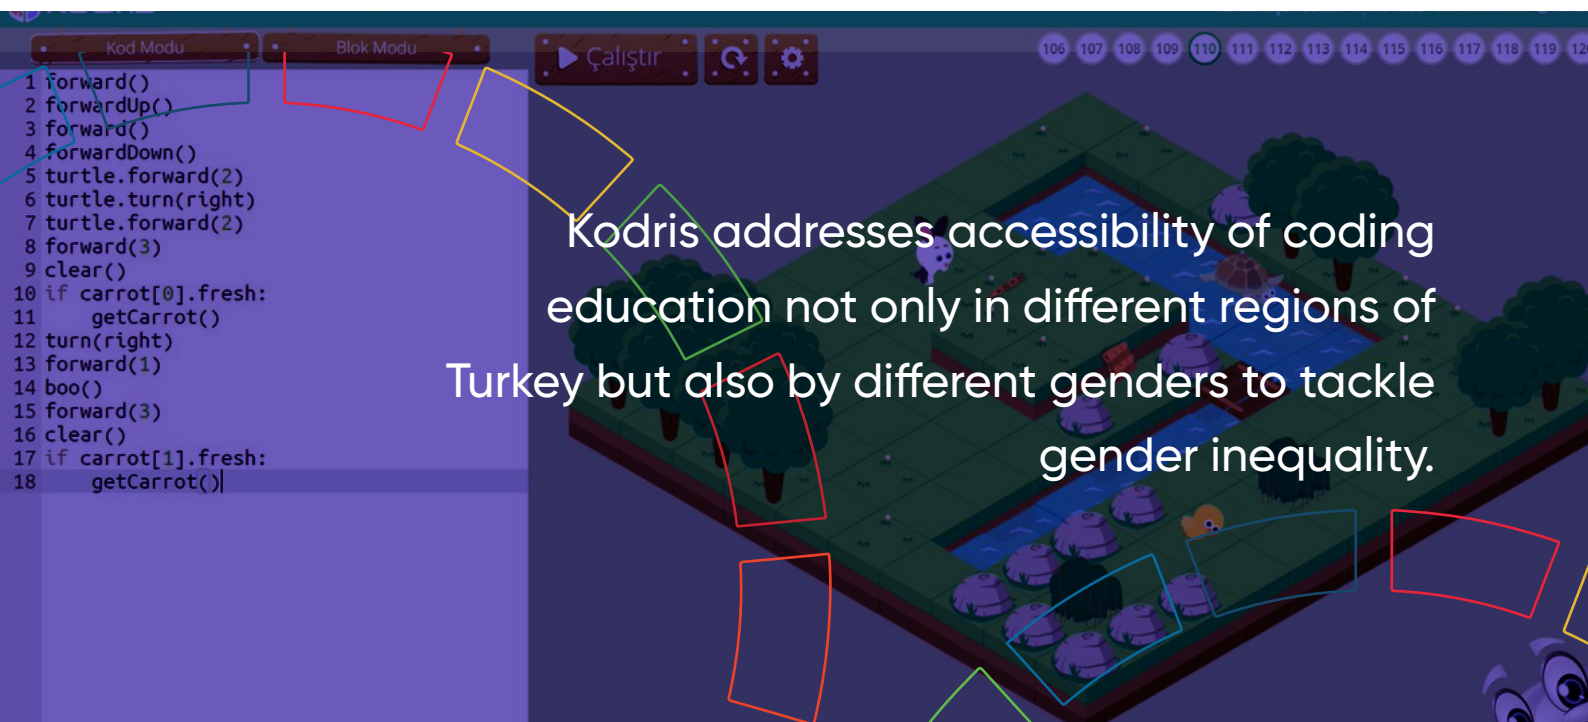 Kod Modu
Blok Modu
Çalıştır
106 107 108 109 110 111 112 113 114 115 116 117 118 119
1 forward()
2 forwardUp()
3 forward()
4 forwardDown()
5 turtle.forward(2)
6 turtle.turn(right)
7 turtle.forward(2)
8 forward(3)
9 clear()
10 if carrot[0].fresh:
11 getCarrot()
12 turn(right)
13 forward(1)
14 boo()
15 forward(3)
16 clear()
17 if carrot[1].fresh:
18 getCarrot()
Kodris addresses accessibility of coding
education not only in different regions of
Turkey but also by different genders to tackle
gender inequality.